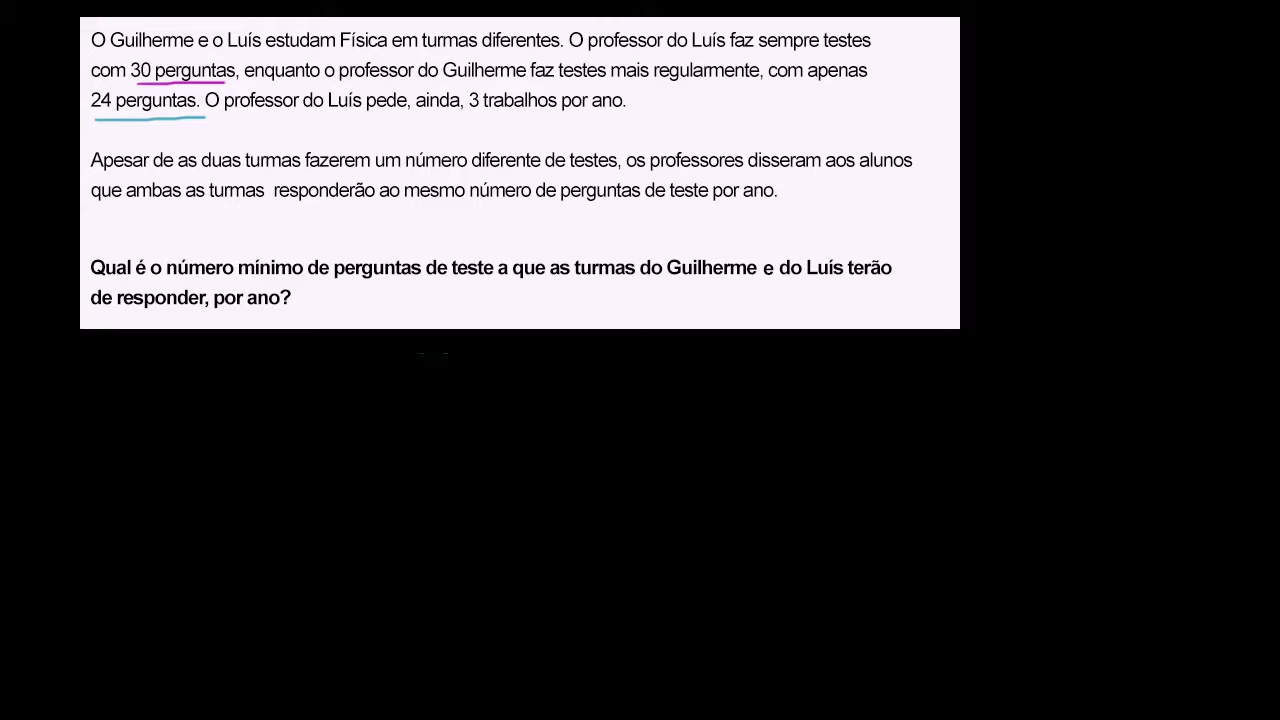 O Guilherme e o Luís estudam Física em turmas diferentes. O professor do Luís faz sempre testes
com 30 perguntas, enquanto o professor do Guilherme faz testes mais regularmente, com apenas
24 perguntas. O professor do Luís pede, ainda, 3 trabalhos por ano.
Apesar de as duas turmas fazerem um número diferente de testes, os professores disseram aos alunos
que ambas as turmas responderão ao mesmo número de perguntas de teste por ano.
Qual é o número mínimo de perguntas de teste a que as turmas do Guilherme e do Luís terão
de responder, por ano?